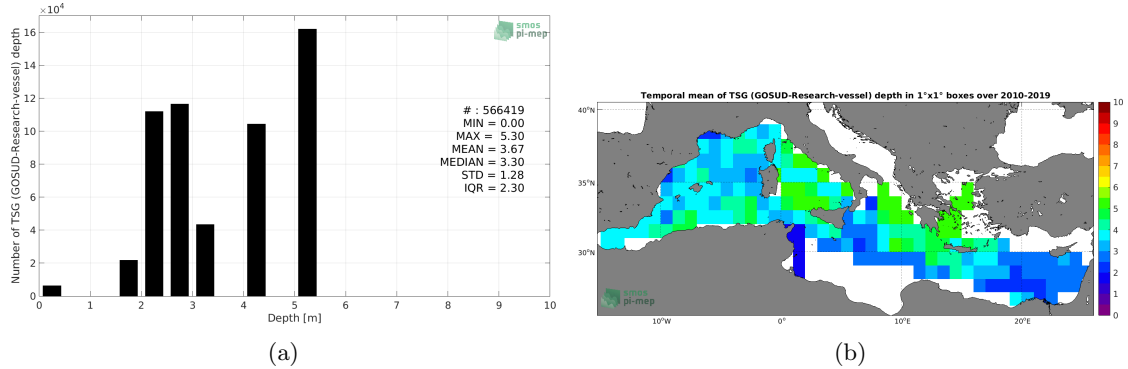 ×10⁴
16
14
12
10
8
6
4
2
0
Number of TSG (GOSUD-Research-vessel) depth
0 1 2 3 4 5 6 7 8 9 10
Depth [m]
smos
pi-mep
# : 566419
MIN = 0.00
MAX = 5.30
MEAN = 3.67
MEDIAN = 3.30
STD = 1.28
IQR = 2.30
(a)
Temporal mean of TSG (GOSUD-Research-vessel) depth in 1°x1° boxes over 2010-2019
40°N
35°N
30°N
10°W 0° 10°E 20°E
smos
pi-mep
10
9
8
7
6
5
4
3
2
1
0
(b)